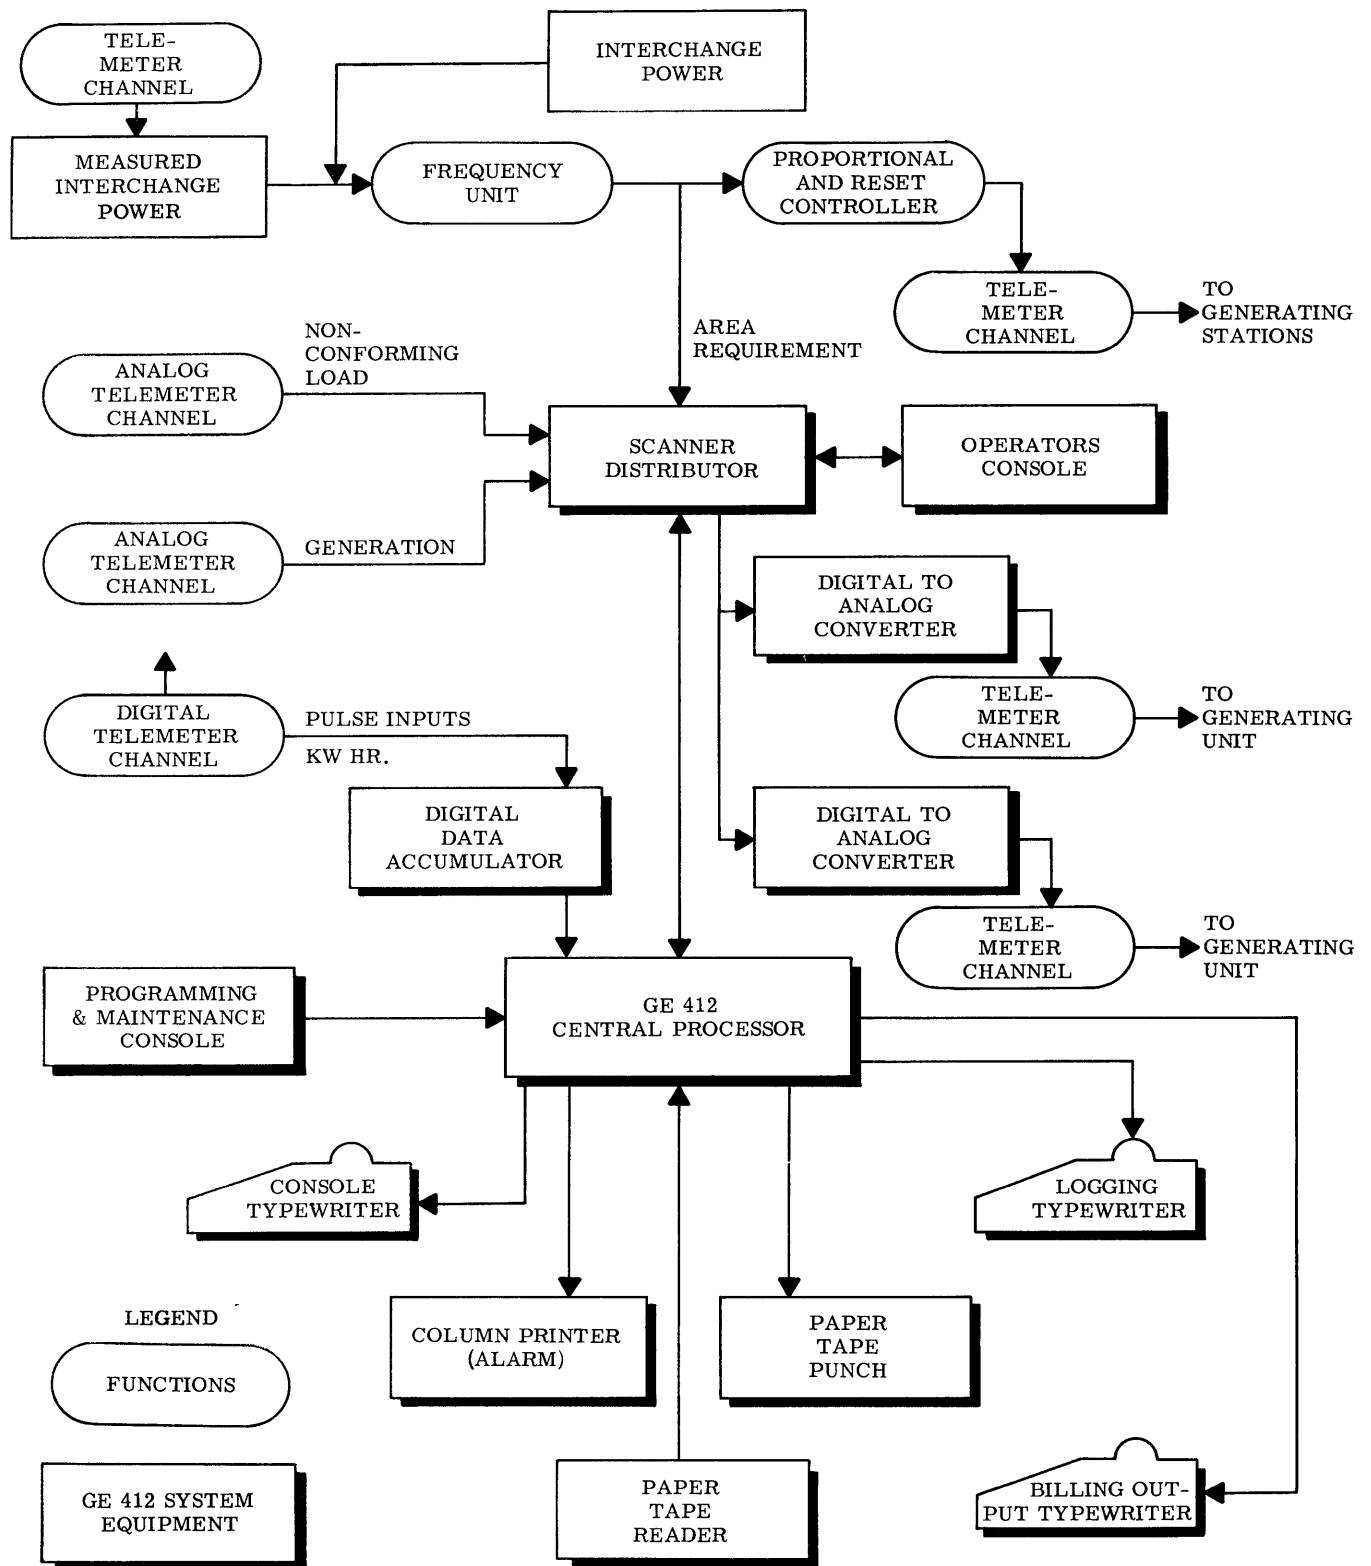 TELE-
METER
CHANNEL
INTERCHANGE
POWER
MEASURED
INTERCHANGE
POWER
FREQUENCY
UNIT
PROPORTIONAL
AND RESET
CONTROLLER
TELE-
METER
CHANNEL
TO
GENERATING
STATIONS
AREA
REQUIREMENT
NON-
CONFORMING
LOAD
ANALOG
TELEMETER
CHANNEL
SCANNER
DISTRIBUTOR
OPERATORS
CONSOLE
ANALOG
TELEMETER
CHANNEL
GENERATION
DIGITAL TO
ANALOG
CONVERTER
TELE-
METER
CHANNEL
TO
GENERATING
UNIT
DIGITAL
TELEMETER
CHANNEL
PULSE INPUTS
KW HR.
DIGITAL
DATA
ACCUMULATOR
DIGITAL TO
ANALOG
CONVERTER
TELE-
METER
CHANNEL
TO
GENERATING
UNIT
PROGRAMMING
& MAINTENANCE
CONSOLE
GE 412
CENTRAL PROCESSOR
CONSOLE
TYPEWRITER
LOGGING
TYPEWRITER
COLUMN PRINTER
(ALARM)
PAPER
TAPE
PUNCH
LEGEND
FUNCTIONS
GE 412 SYSTEM
EQUIPMENT
PAPER
TAPE
READER
BILLING OUT-
PUT TYPEWRITER